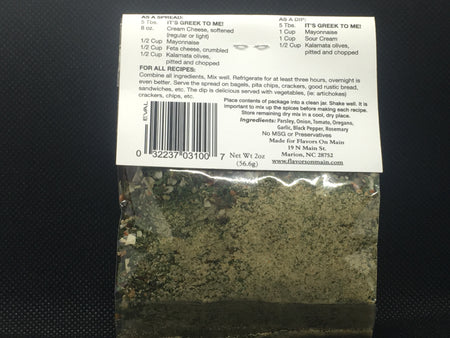 AS A SPREAD:
5 Tbs. IT'S GREEK TO ME!
8 oz. Cream Cheese, softened
(regular or light)
1/2 Cup Mayonnaise
1/2 Cup Feta cheese, crumbled
1/2 Cup Kalamata olives,
pitted and chopped
AS A DIP:
5 Tbs. IT'S GREEK TO ME!
1 Cup Mayonnaise
1 Cup Sour Cream
1/2 Cup Kalamata olives,
pitted and chopped
FOR ALL RECIPES:
Combine all ingredients, Mix well. Refrigerate for at least three hours, overnight is
even better. Serve the spread on bagels, pita chips, crackers, good rustic bread,
sandwiches, etc. The dip is delicious served with vegetables, (ie: artichokes)
crackers, chips, etc.
EVAL
0 32237 03100 7
Place contents of package into a clean jar. Shake well. It is
important to mix up the spices before making each recipe.
Store remaining dry mix in a cool, dry place.
Ingredients: Parsley, Onion, Tomato, Oregano,
Garlic, Black Pepper, Rosemary
No MSG or Preservatives
Made for Flavors On Main
19 N Main St.
Marion, NC 28752
www.flavorsonmain.com
Net Wt 2oz
(56.6g)